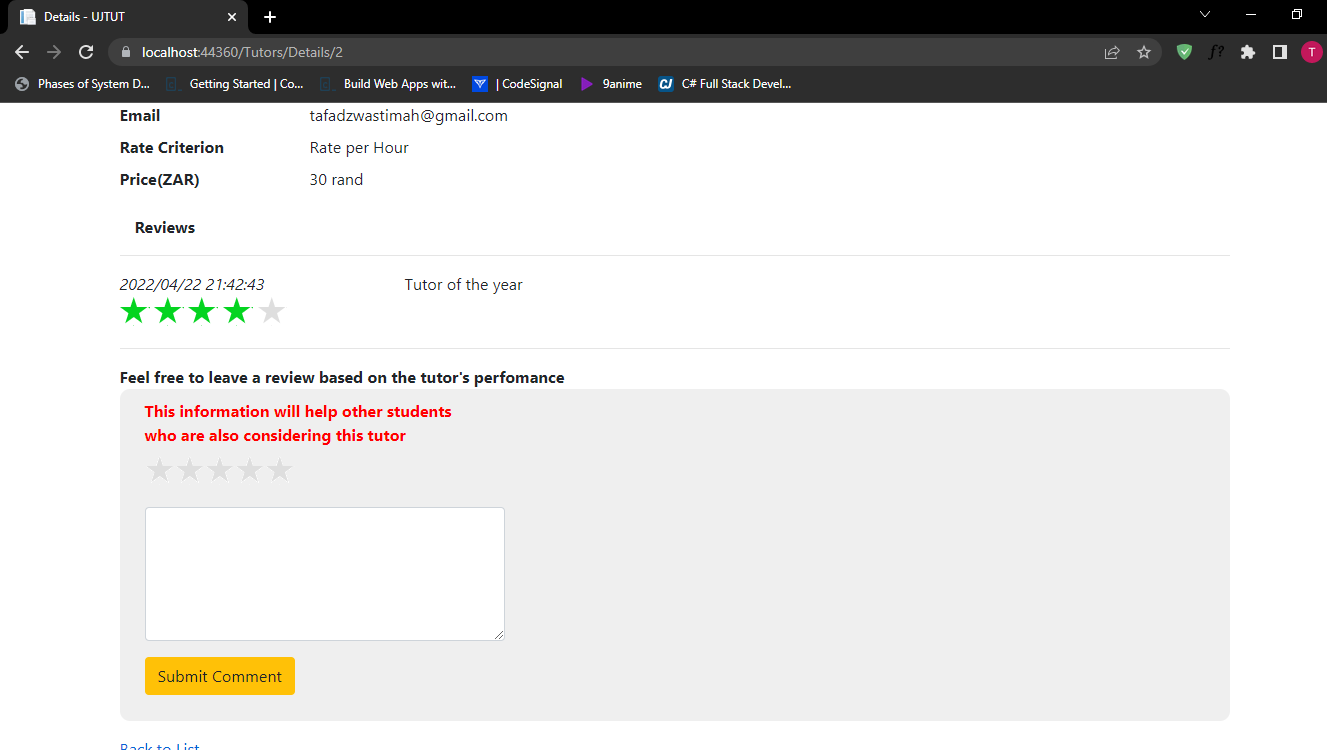 Details - UJTUT
localhost:44360/Tutors/Details/2
f?
T
Phases of System D... Getting Started | Co... Build Web Apps wit... | CodeSignal 9anime CJ C# Full Stack Devel...
Email tafadzwastimah@gmail.com
Rate Criterion Rate per Hour
Price(ZAR) 30 rand
Reviews
2022/04/22 21:42:43 Tutor of the year
Feel free to leave a review based on the tutor's perfomance
This information will help other students
who are also considering this tutor
Submit Comment
Back to List